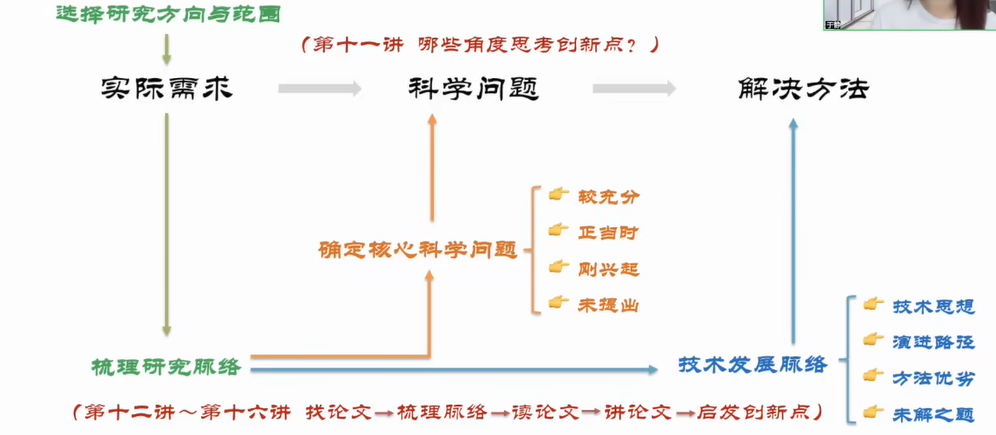 选择研究方向与范围
于静
（第十一讲 哪些角度思考创新点？）
实际需求
科学问题
解决方法
确定核心科学问题
较充分
正当时
刚兴起
未提出
梳理研究脉络
技术发展脉络
技术思想
演进路径
方法优劣
未解之题
（第十二讲～第十六讲 找论文→梳理脉络→读论文→讲论文→启发创新点）